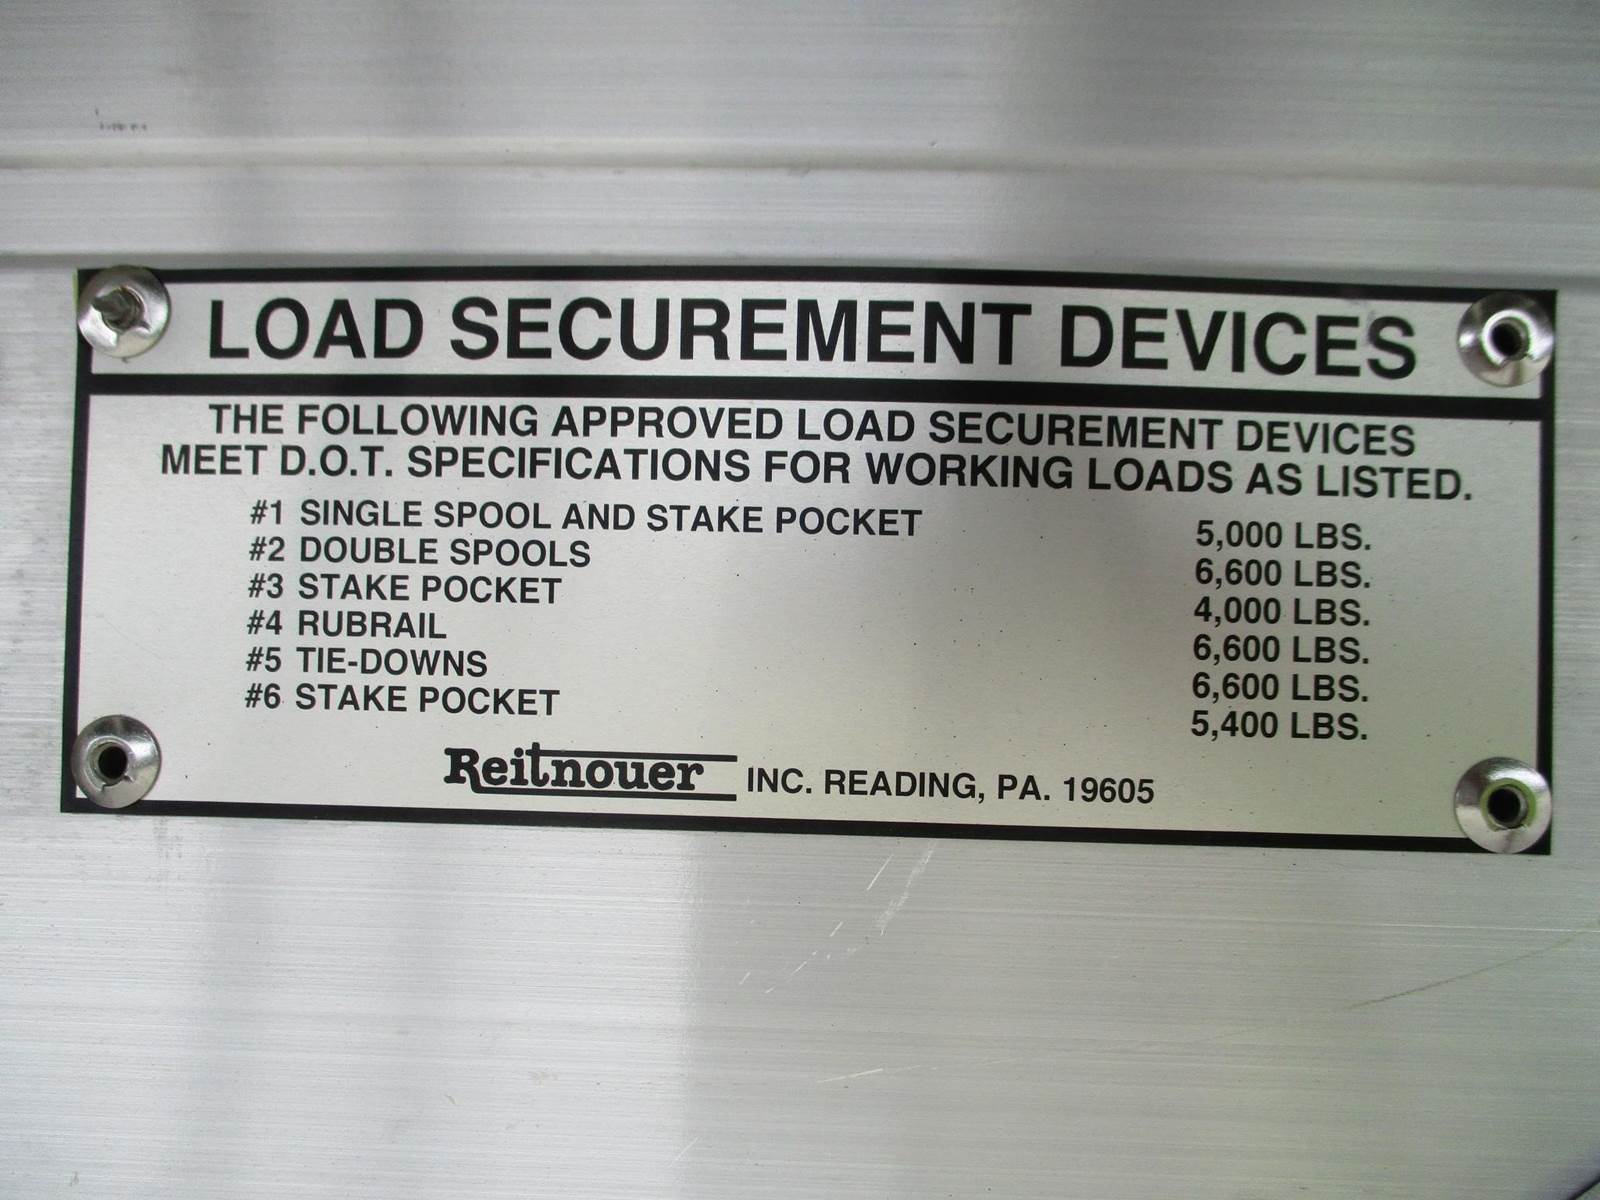 LOAD SECUREMENT DEVICES
THE FOLLOWING APPROVED LOAD SECUREMENT DEVICES
MEET D.O.T. SPECIFICATIONS FOR WORKING LOADS AS LISTED.
#1 SINGLE SPOOL AND STAKE POCKET 5,000 LBS.
#2 DOUBLE SPOOLS 6,600 LBS.
#3 STAKE POCKET 4,000 LBS.
#4 RUBRAIL 6,600 LBS.
#5 TIE-DOWNS 6,600 LBS.
#6 STAKE POCKET 5,400 LBS.
Reitnouer INC. READING, PA. 19605